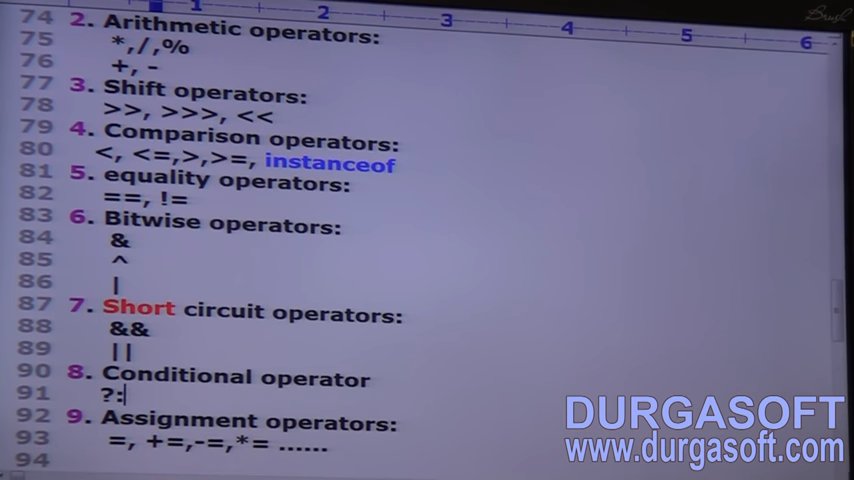 1 2 3 4 5 6
74 2. Arithmetic operators:
75 *,/,%
76 +, -
77 3. Shift operators:
78 >>, >>>, <<
79 4. Comparison operators:
80 <, <=,>,>=, instanceof
81 5. equality operators:
82 ==, !=
83 6. Bitwise operators:
84 &
85 ^
86 |
87 7. Short circuit operators:
88 &&
89 ||
90 8. Conditional operator
91 ?:
92 9. Assignment operators:
93 =, +=,-=,*= ......
94
DURGASOFT
www.durgasoft.com